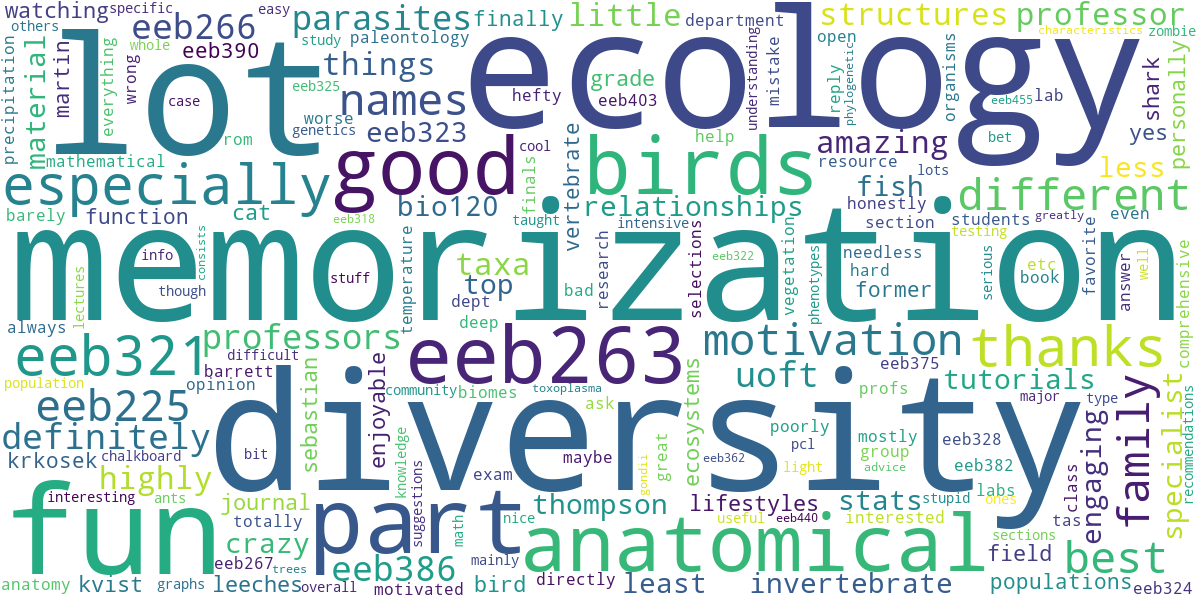 watching
specific
easy
others
eeb266
parasites
finally
little
department
structures
professor
eeb390
study
paleontology
open
characteristics
zombie
precipitation
material
martin
everything
wrong
whole
lot
things
ecology
grade
understanding
mistake
reply
phylogenetic
organisms
shark
personally
case
eeb325
names
hefty
eeb403
eeb455
lab
worse
genetics
eeb323
rom
cool
help
amazing
bet
yes
mathematical
resource
lots
less
especially
good
birds
fish
different
cat
finals
vertebrate
relationships
honestly
barely
function
eeb318
bio120
taught
intensive
section
students
greatly
even
testing
memorization
info
consists
temperature
research
selections
eeb322
vegetation
phenotypes
needless
hard
serious
etc
book
favorite
answer
well
comprehensive
lectures
though
stuff
taxa
top
former
dept
bad
always
professors
deep
motivation
thanks
eeb321
difficult
eeb263
eeb375
population
barrett
opinion
community
toxoplasma
biomes
uoft
profs
tutorials
major
type
eeb225
diversity
sebastian
enjoyable
ask
ecosystems
family
specialist
recommendations
definitely
poorly
mostly
eeb328
engaging
krkosek
chalkboard
bit
knowledge
exam
maybe
great
eeb362
pcl
group
advice
eeb382
class
highly
gondii
light
labs
interesting
ants
journal
suggestions
math
thompson
lifestyles
stats
stupid
ones
fun
totally
part
nice
useful
eeb440
interested
tas
sections
crazy
anatomical
field
best
eeb267
trees
eeb386
mainly
anatomy
kvist
graphs
leeches
overall
motivated
bird
directly
least
invertebrate
populations
eeb324